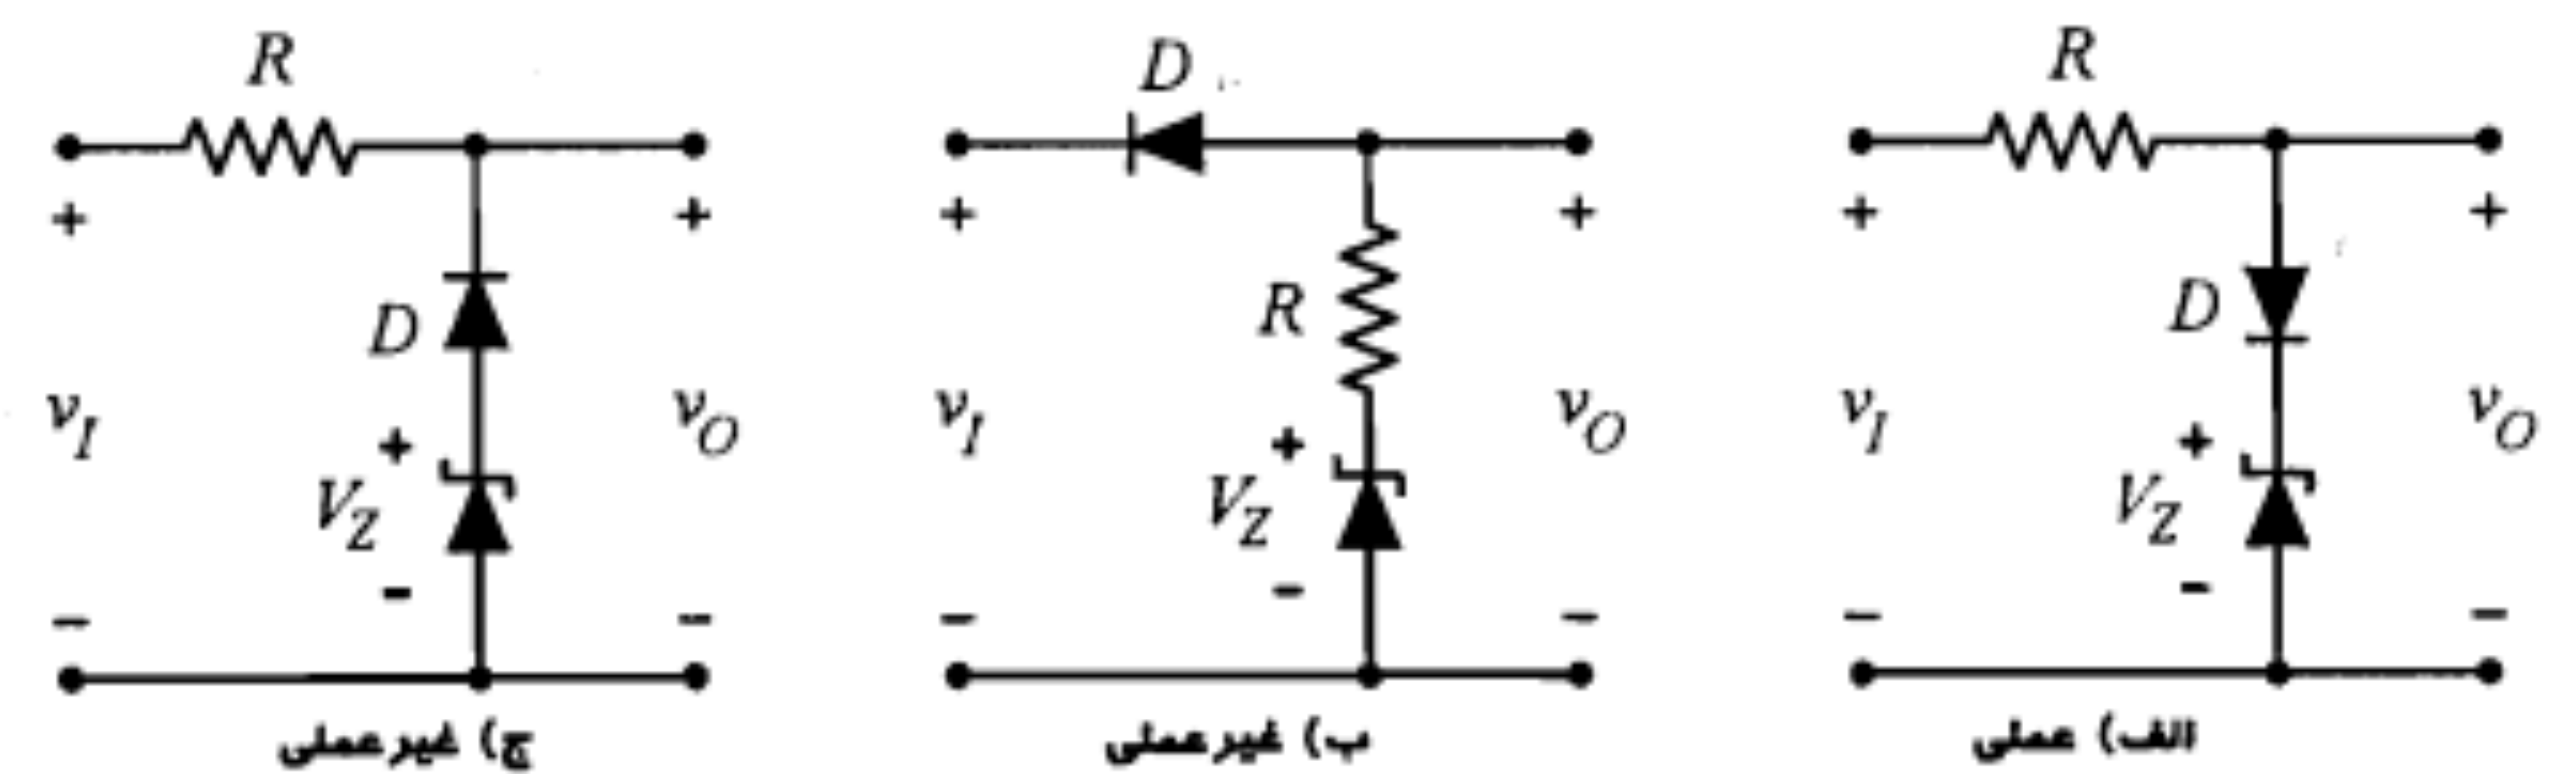 R
D
R
+ +
+ +
+ +
D
R
D
v_I v_O
v_I v_O
v_I v_O
+
V_Z
-
+
V_Z
-
+
V_Z
-
- -
- -
- -
الف) عملی
ب) غیرعملی
ج) غیرعملی